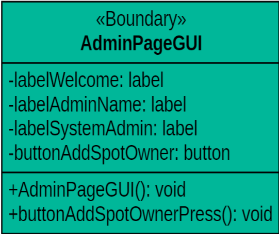 «Boundary»
AdminPageGUI
-labelWelcome: label
-labelAdminName: label
-labelSystemAdmin: label
-buttonAddSpotOwner: button
+AdminPageGUI(): void
+buttonAddSpotOwnerPress(): void